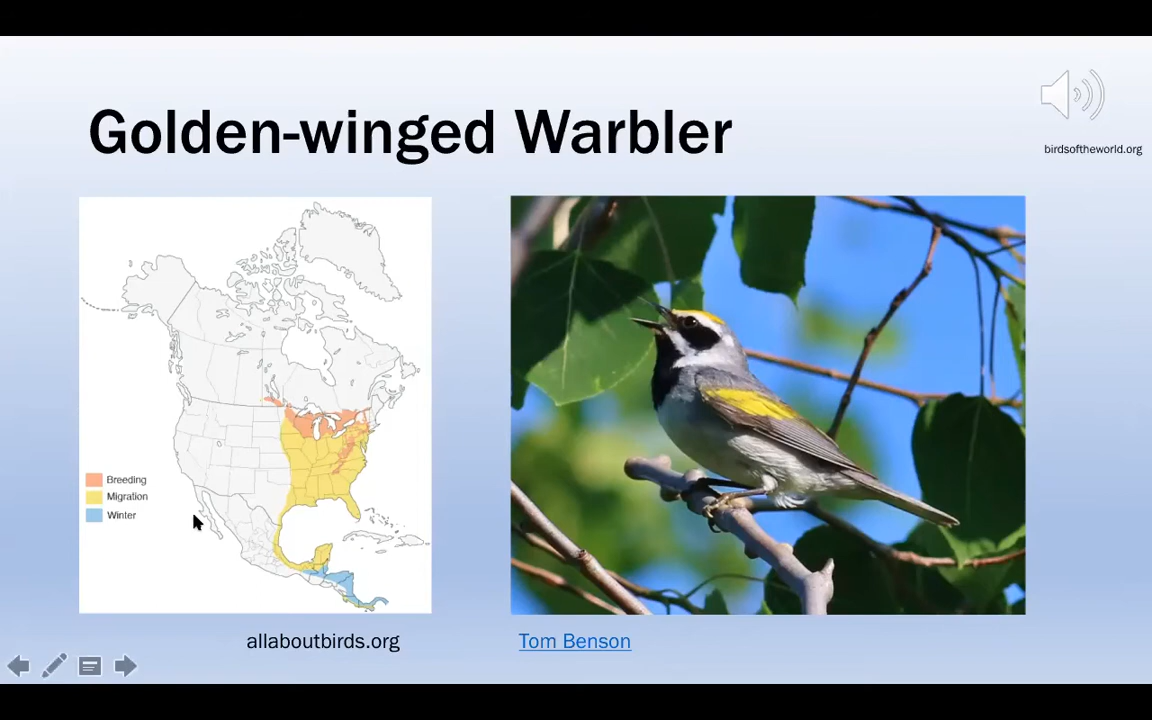 Golden-winged Warbler
birdsoftheworld.org
Breeding
Migration
Winter
allaboutbirds.org
Tom Benson